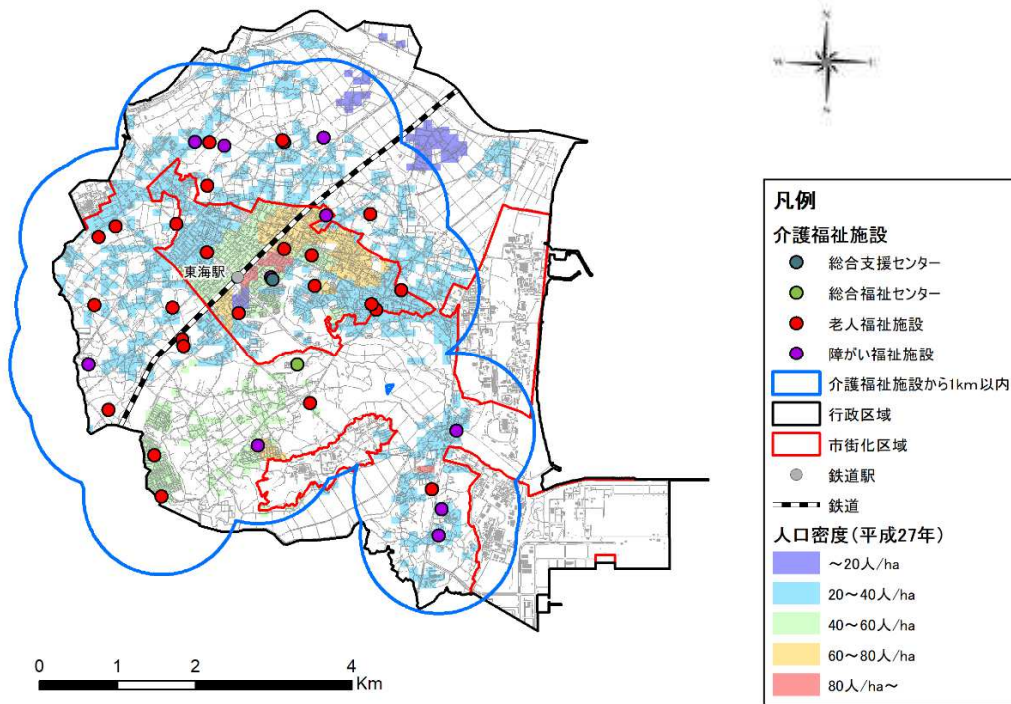 N
W
E
S
東海駅
0
1
2
4
Km
凡例
介護福祉施設
総合支援センター
総合福祉センター
老人福祉施設
障がい福祉施設
介護福祉施設から1km以内
行政区域
市街化区域
鉄道駅
鉄道
人口密度(平成27年)
～20人/ha
20～40人/ha
40～60人/ha
60～80人/ha
80人/ha～